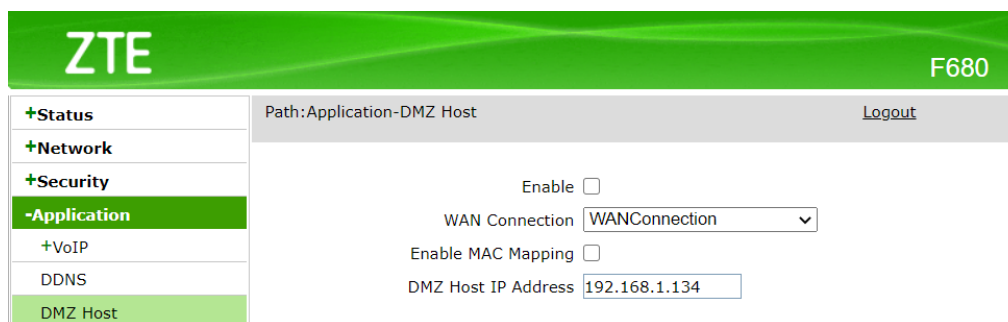 ZTE
F680
+Status
Path:Application-DMZ Host Logout
+Network
+Security
Enable
-Application
WAN Connection WANConnection
+VoIP
Enable MAC Mapping
DDNS
DMZ Host IP Address 192.168.1.134
DMZ Host